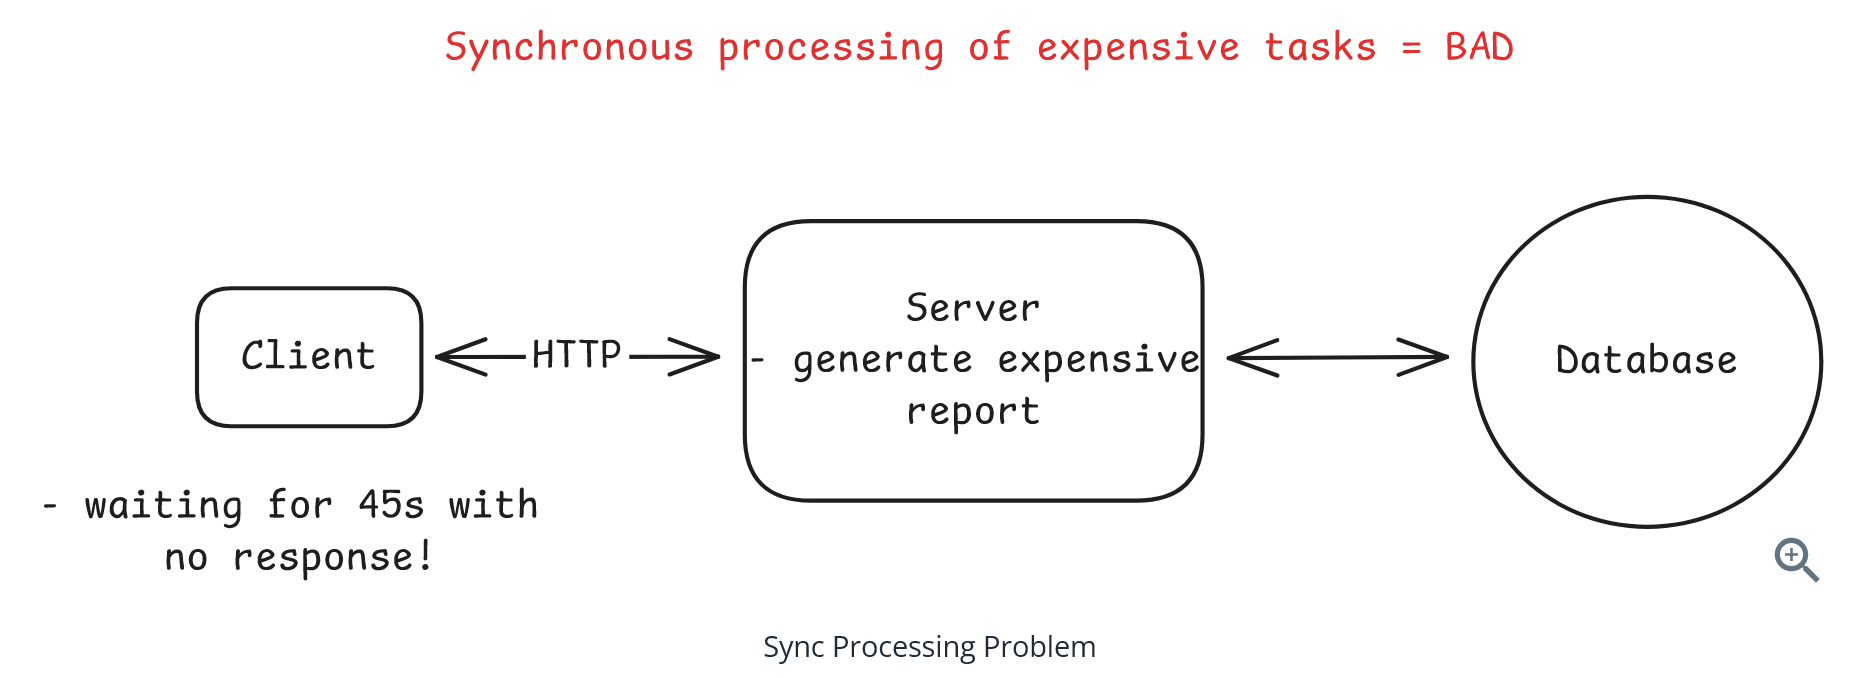 Synchronous processing of expensive tasks = BAD
Server
Client
HTTP
- generate expensive
Database
report
- waiting for 45s with
no response!
Sync Processing Problem